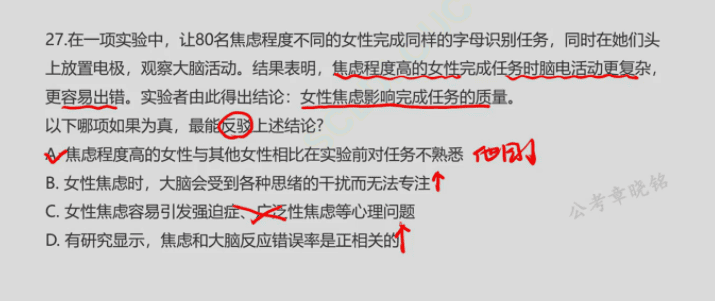 27.在一项实验中，让80名焦虑程度不同的女性完成同样的字母识别任务，同时在她们头
上放置电极，观察大脑活动。结果表明，焦虑程度高的女性完成任务时脑电活动更复杂，
更容易出错。实验者由此得出结论：女性焦虑影响完成任务的质量。
以下哪项如果为真，最能反驳上述结论？
A. 焦虑程度高的女性与其他女性相比在实验前对任务不熟悉
B. 女性焦虑时，大脑会受到各种思绪的干扰而无法专注
C. 女性焦虑容易引发强迫症、广泛性焦虑等心理问题
D. 有研究显示，焦虑和大脑反应错误率是正相关的
公考章晓铭